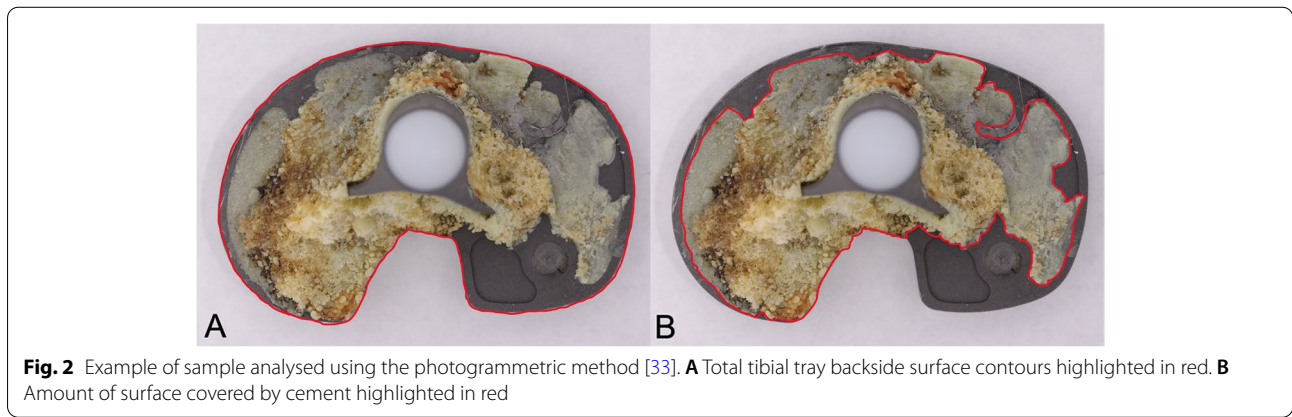 A
B
Fig. 2 Example of sample analysed using the photogrammetric method [33]. A Total tibial tray backside surface contours highlighted in red. B
Amount of surface covered by cement highlighted in red